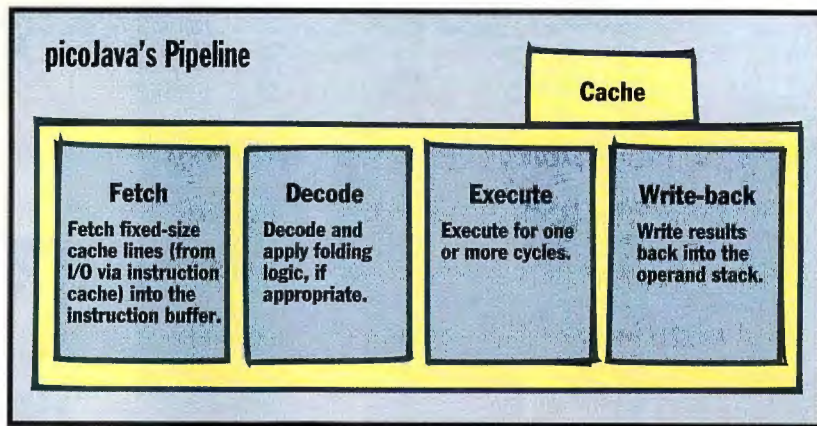 picoJava's Pipeline
Cache
Fetch
Fetch fixed-size
cache lines (from
I/O via instruction
cache) into the
instruction buffer.
Decode
Decode and
apply folding
logic, if
appropriate.
Execute
Execute for one
or more cycles.
Write-back
Write results
back into the
operand stack.